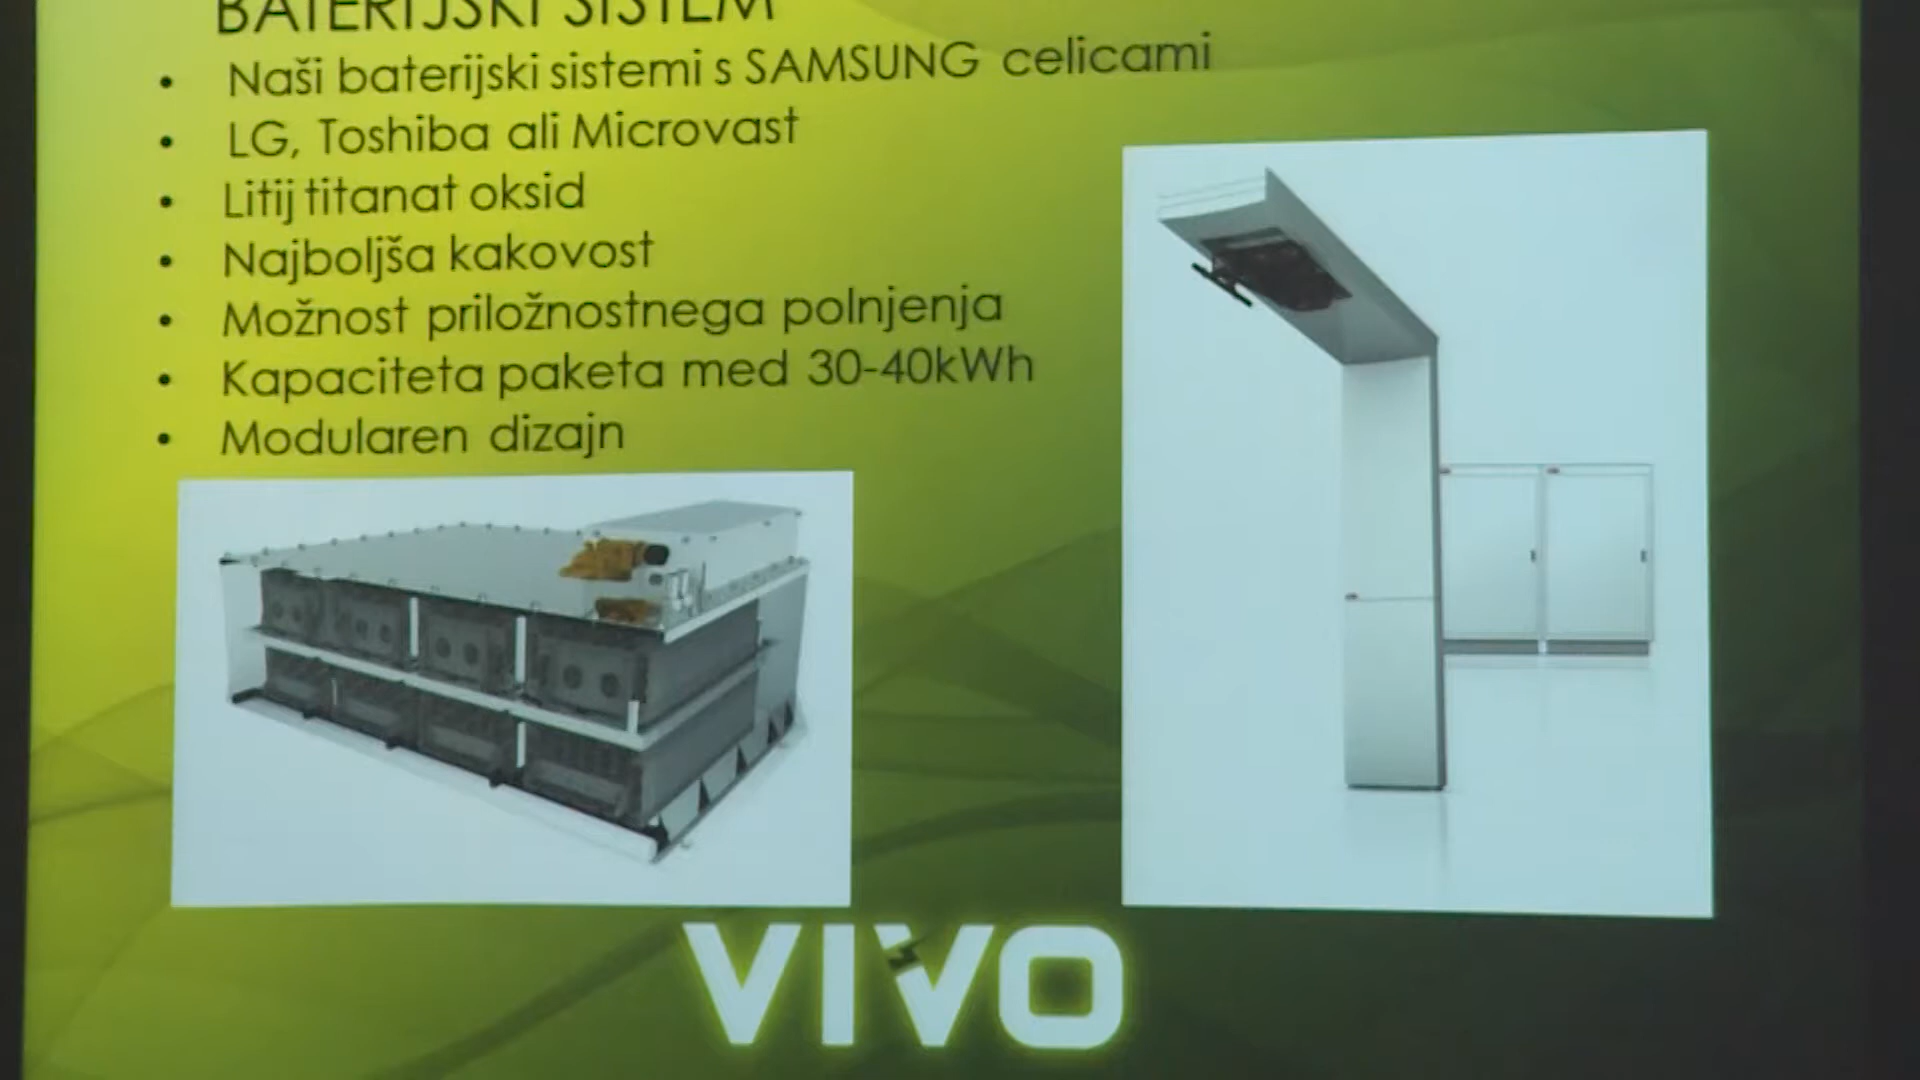 BATERIJSKI SISTEM
• Naši baterijski sistemi s SAMSUNG celicami
• LG, Toshiba ali Microvast
• Litij titanat oksid
• Najboljša kakovost
• Možnost priložnostnega polnjenja
• Kapaciteta paketa med 30-40kWh
• Modularen dizajn
VIVO